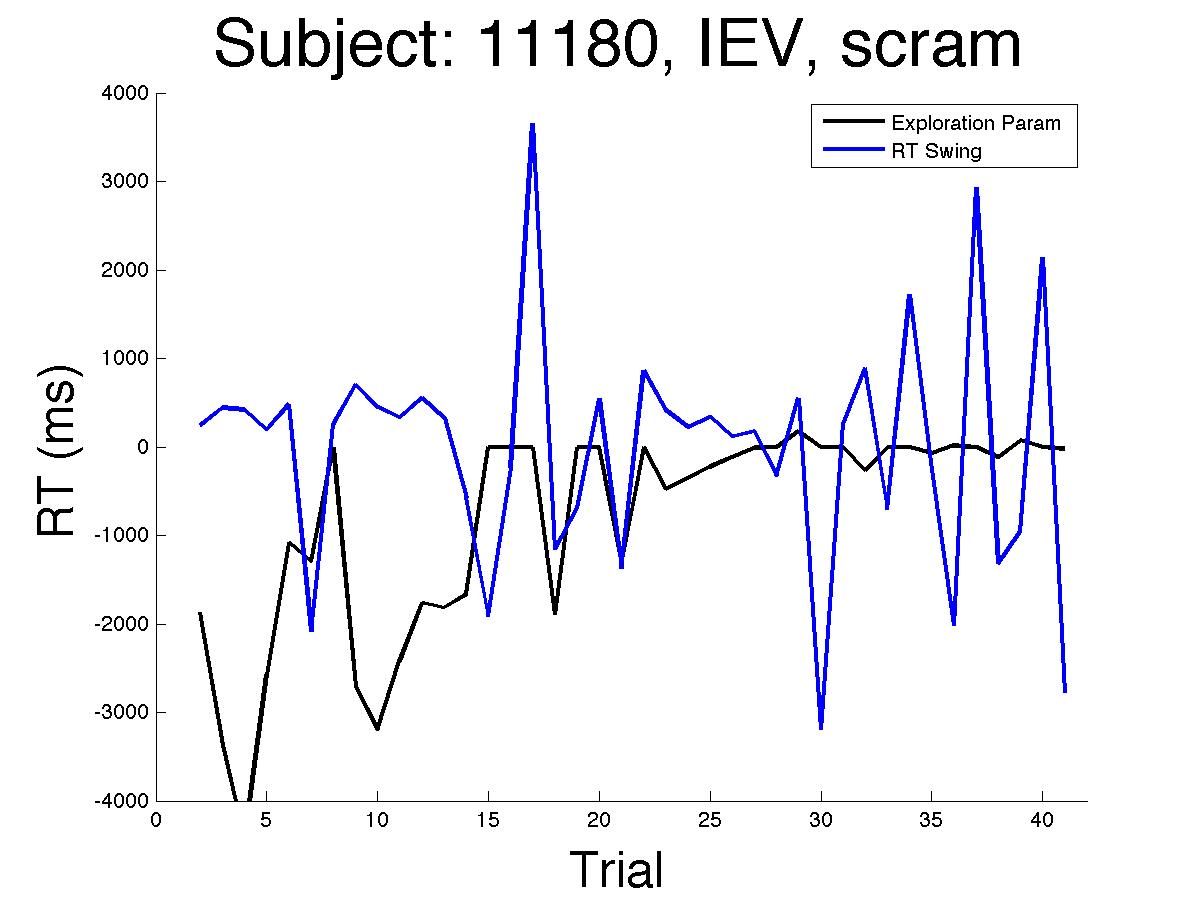 Subject: 11180, IEV, scram
Exploration Param
RT Swing
4000
3000
2000
1000
0
-1000
-2000
-3000
-4000
RT (ms)
0 5 10 15 20 25 30 35 40
Trial